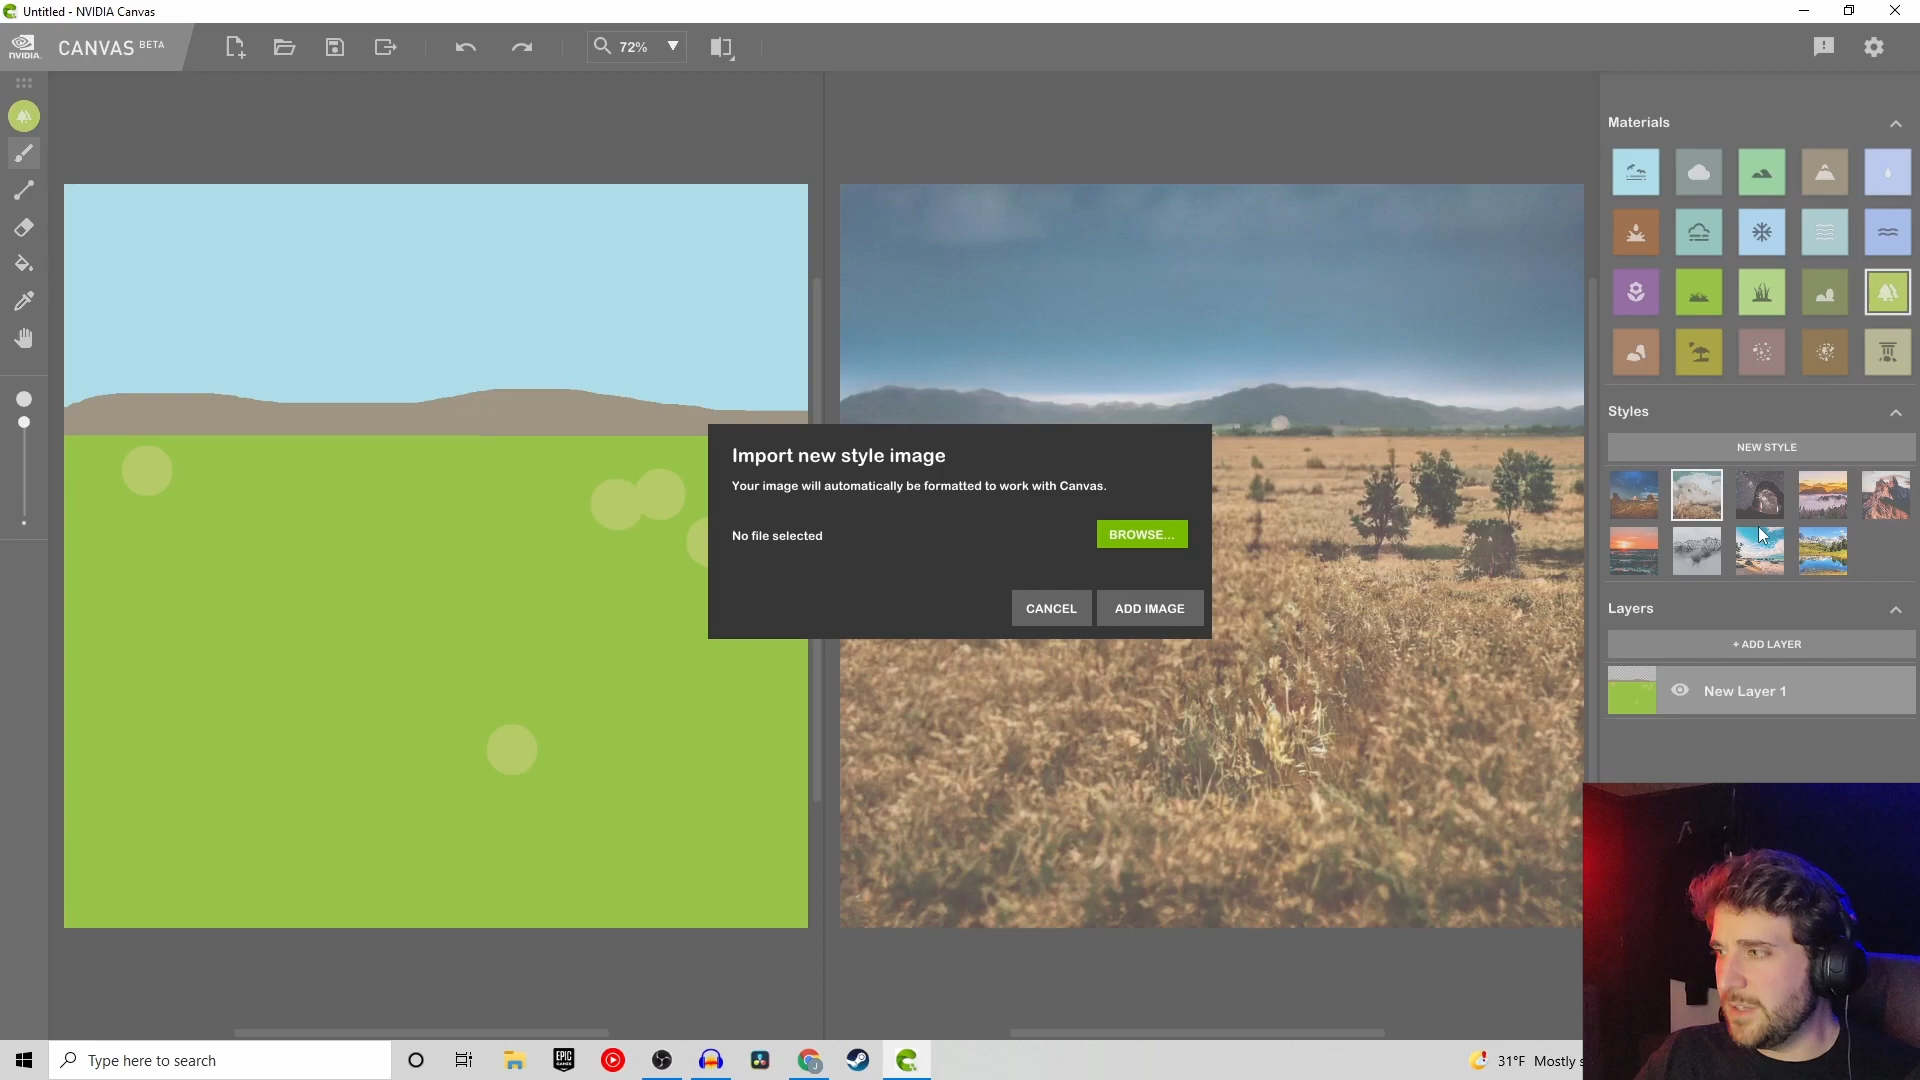 Untitled - NVIDIA Canvas
NVIDIA. CANVAS BETA
72%
Materials
Styles
NEW STYLE
Import new style image
Your image will automatically be formatted to work with Canvas.
No file selected
BROWSE...
CANCEL
ADD IMAGE
Layers
+ ADD LAYER
New Layer 1
Type here to search
EPIC GAMES
31°F Mostly s